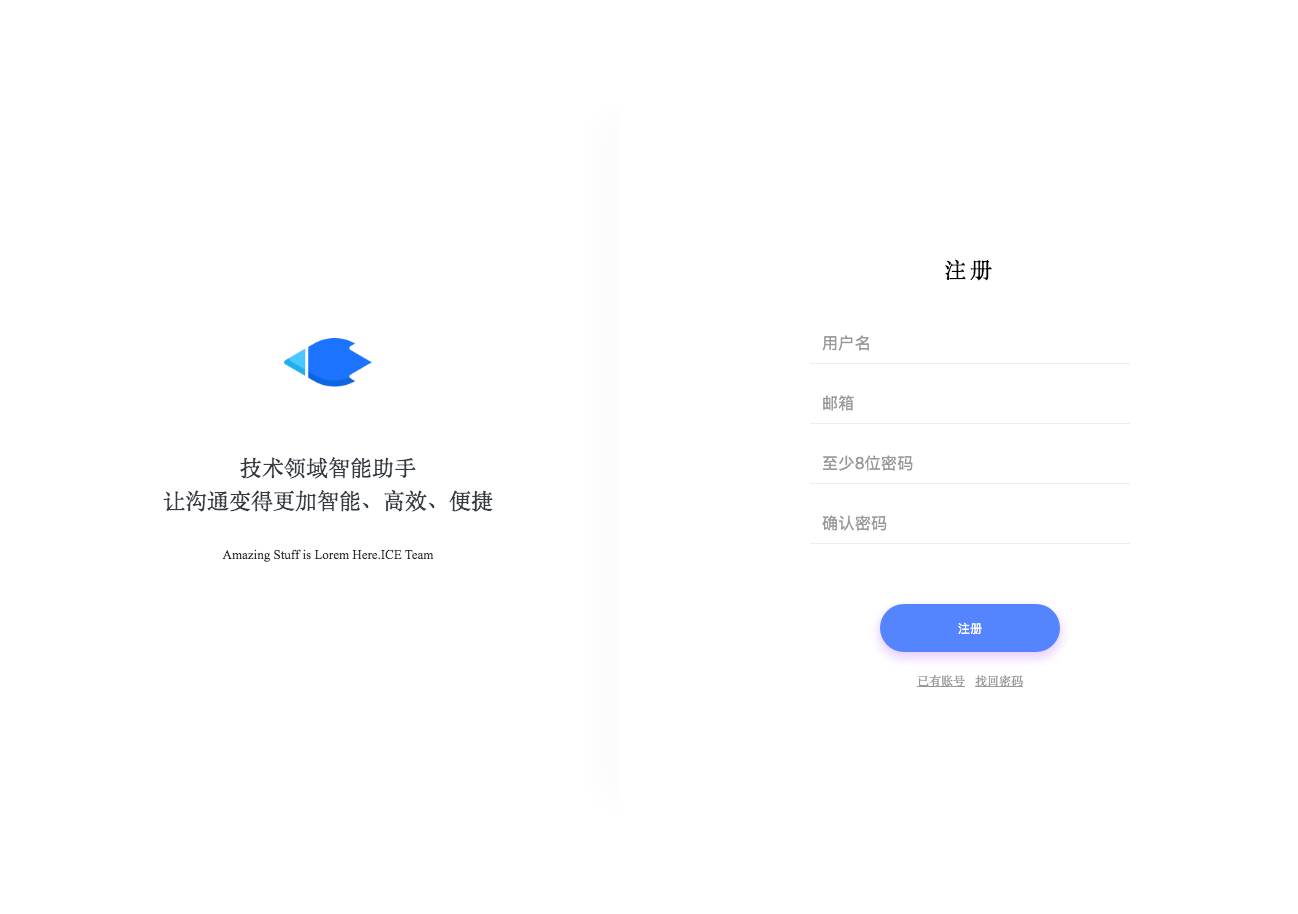 技术领域智能助手
让沟通变得更加智能、高效、便捷
Amazing Stuff is Lorem Here.ICE Team
注册
用户名
邮箱
至少8位密码
确认密码
注册
已有账号 找回密码